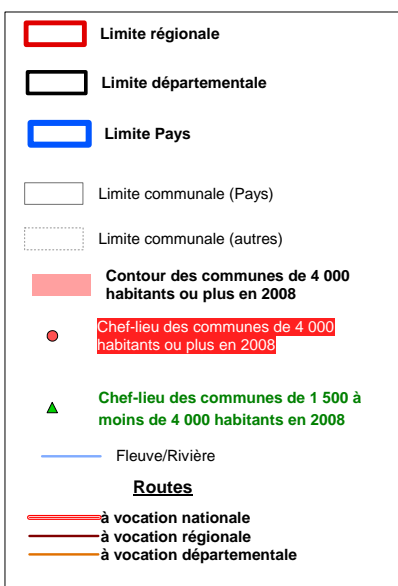 Limite régionale
Limite départementale
Limite Pays
Limite communale (Pays)
Limite communale (autres)
Contour des communes de 4 000
habitants ou plus en 2008
Chef-lieu des communes de 4 000
habitants ou plus en 2008
Chef-lieu des communes de 1 500 à
moins de 4 000 habitants en 2008
Fleuve/Rivière
Routes
à vocation nationale
à vocation régionale
à vocation départementale